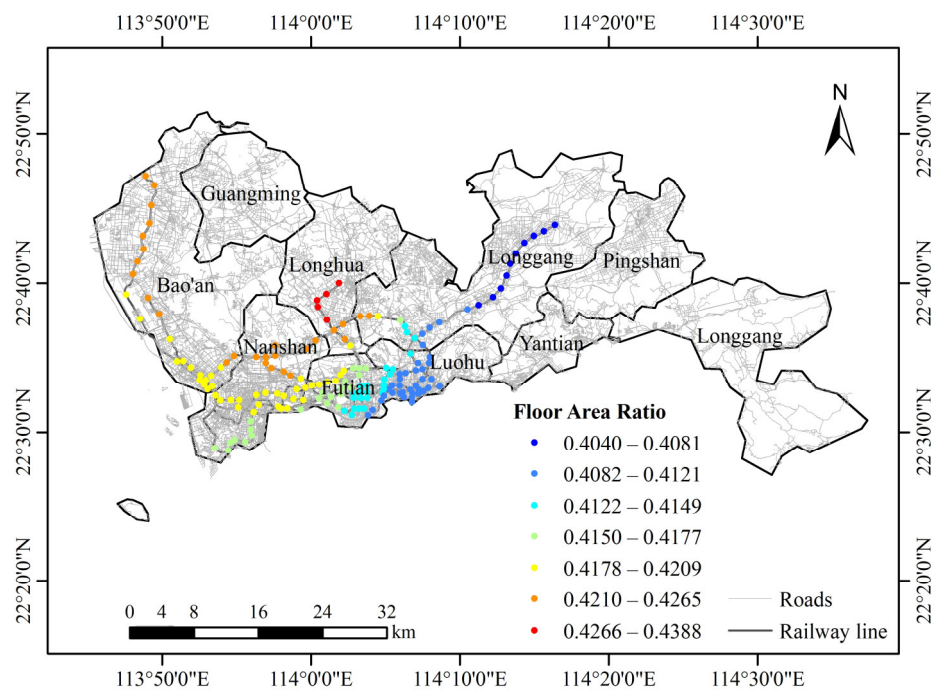 113°50'0"E 114°0'0"E 114°10'0"E 114°20'0"E 114°30'0"E
N
22°50'0"N 22°50'0"N
Guangming
Longhua Longgang Pingshan
22°40'0"N 22°40'0"N
Bao'an
Longgang
Nanshan Luohu Yantian
Futian
Floor Area Ratio
22°30'0"N 22°30'0"N
0.4040 – 0.4081
0.4082 – 0.4121
0.4122 – 0.4149
0.4150 – 0.4177
0.4178 – 0.4209
22°20'0"N 22°20'0"N
0.4210 – 0.4265 Roads
0.4266 – 0.4388 Railway line
0 4 8 16 24 32
km
113°50'0"E 114°0'0"E 114°10'0"E 114°20'0"E 114°30'0"E